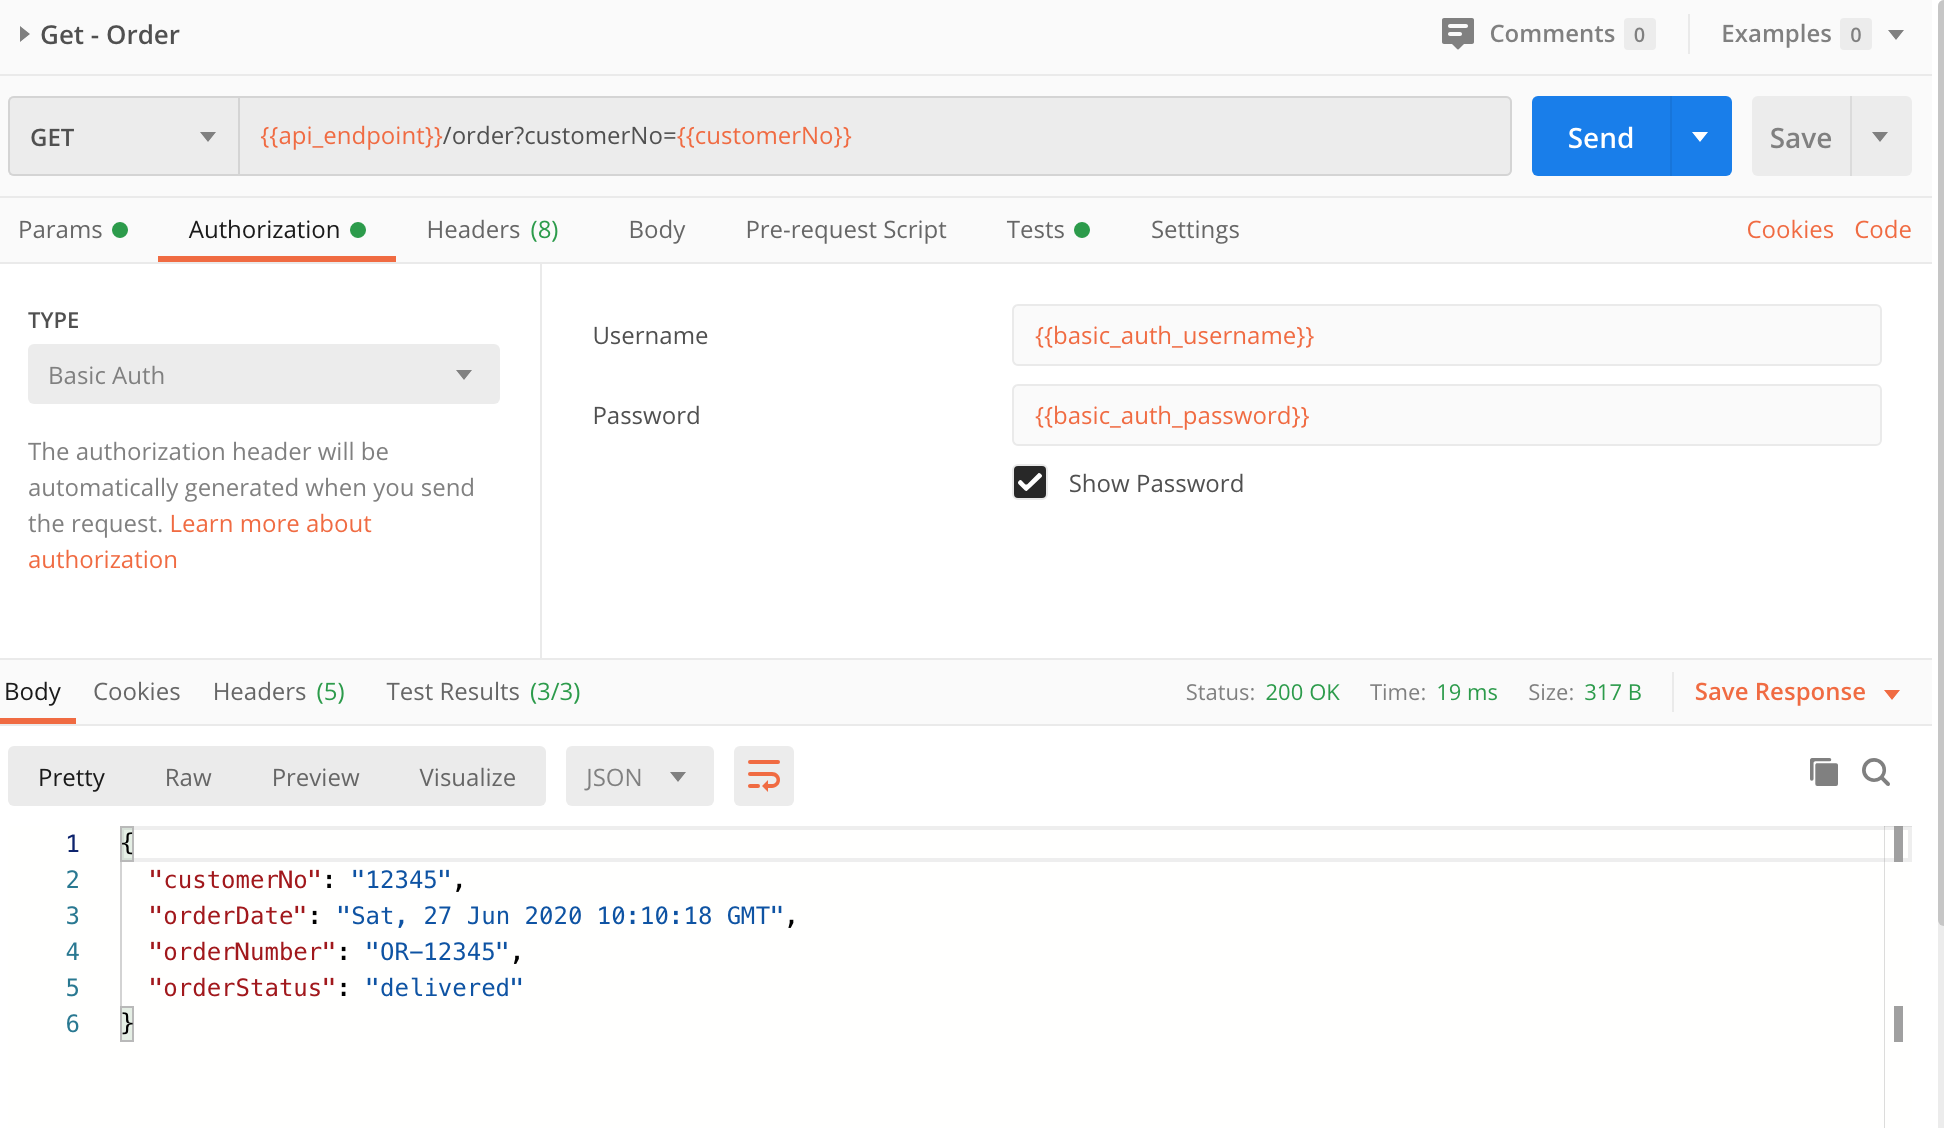 Get - Order
Comments 0
Examples 0
GET
{{api_endpoint}}/order?customerNo={{customerNo}}
Send
Save
Params
Authorization
Headers (8)
Body
Pre-request Script
Tests
Settings
Cookies
Code
TYPE
Basic Auth
The authorization header will be
automatically generated when you send
the request. Learn more about
authorization
Username
{{basic_auth_username}}
Password
{{basic_auth_password}}
Show Password
Body
Cookies
Headers (5)
Test Results (3/3)
Status: 200 OK
Time: 19 ms
Size: 317 B
Save Response
Pretty
Raw
Preview
Visualize
JSON
1 {
2 "customerNo": "12345",
3 "orderDate": "Sat, 27 Jun 2020 10:10:18 GMT",
4 "orderNumber": "OR-12345",
5 "orderStatus": "delivered"
6 }